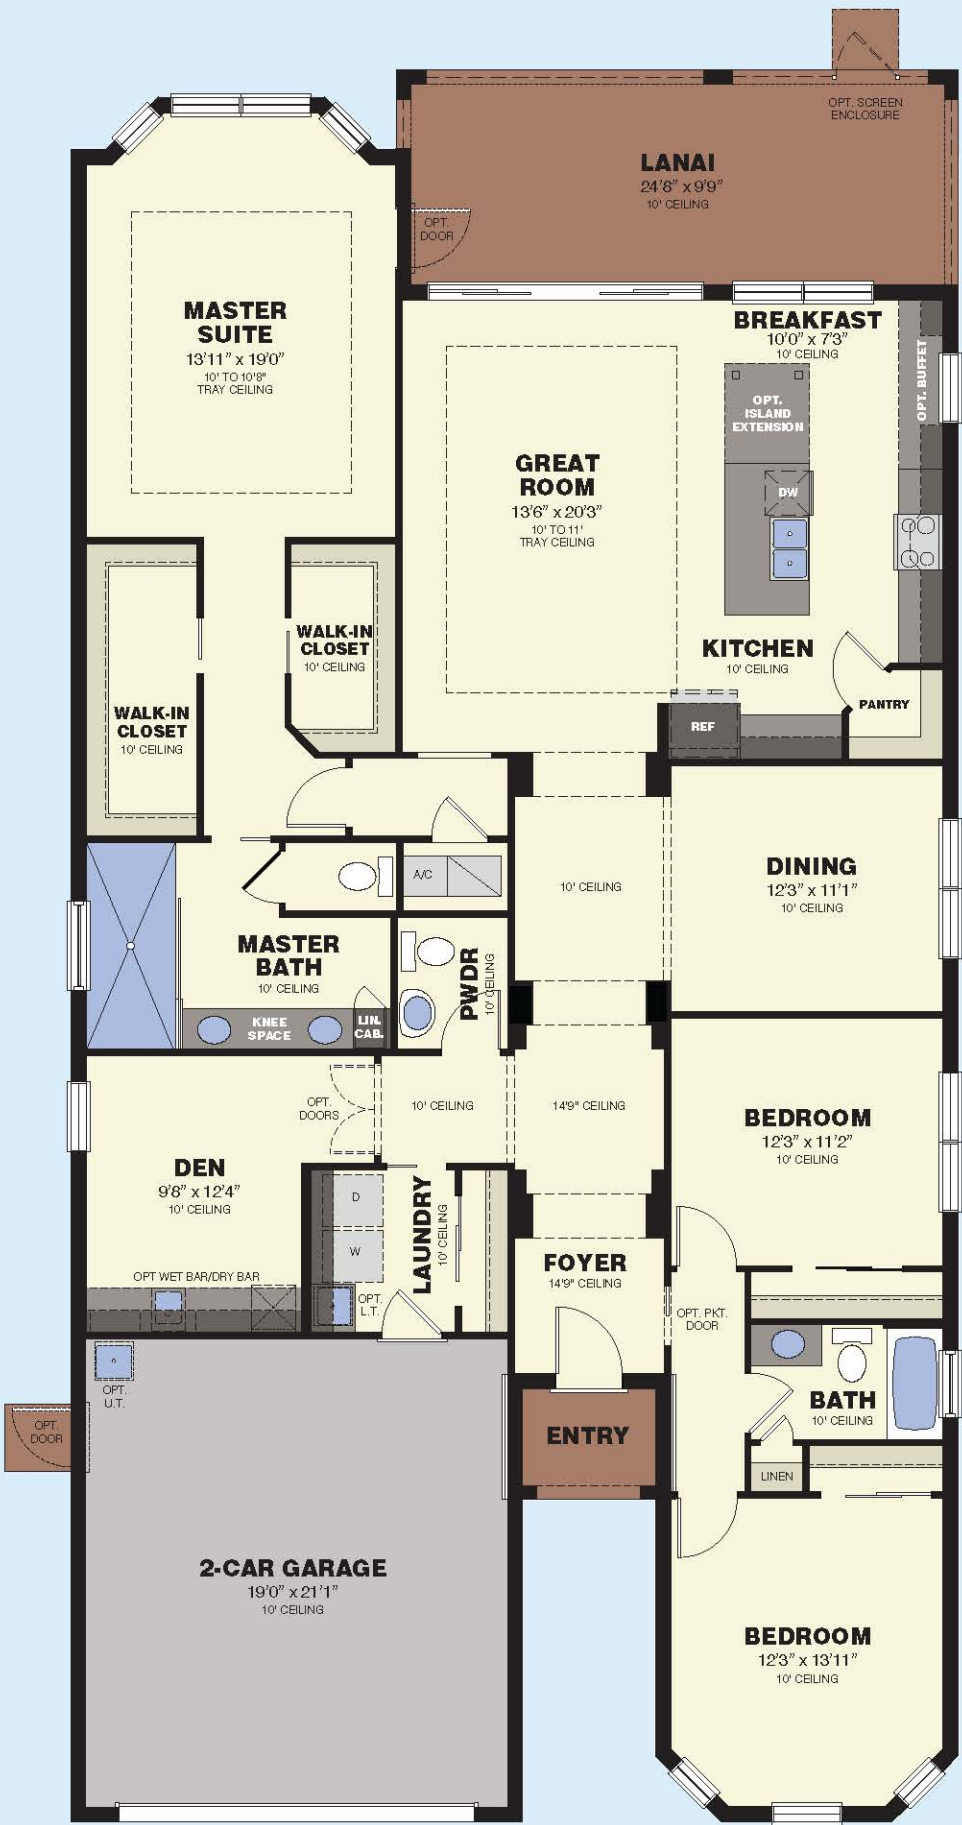 OPT. SCREEN
ENCLOSURE
LANAI
24'8" x 9'9"
10' CEILING
OPT.
DOOR
MASTER
SUITE
13'11" x 19'0"
10' TO 10'8"
TRAY CEILING
BREAKFAST
10'0" x 7'3"
10' CEILING
OPT. BUFFET
OPT.
ISLAND
EXTENSION
GREAT
ROOM
13'6" x 20'3"
10' TO 11'
TRAY CEILING
DW
WALK-IN
CLOSET
10' CEILING
KITCHEN
10' CEILING
WALK-IN
CLOSET
10' CEILING
PANTRY
REF
A/C
10' CEILING
DINING
12'3" x 11'1"
10' CEILING
MASTER
BATH
10' CEILING
PWDR
10' CEILING
KNEE
SPACE
LIN.
CAB.
OPT.
DOORS
10' CEILING
14'9" CEILING
BEDROOM
12'3" x 11'2"
10' CEILING
DEN
9'8" x 12'4"
10' CEILING
D
W
LAUNDRY
10' CEILING
FOYER
14'9" CEILING
OPT WET BAR/DRY BAR
OPT.
L.T.
OPT. PKT.
DOOR
OPT.
U.T.
BATH
10' CEILING
OPT.
DOOR
ENTRY
LINEN
2-CAR GARAGE
19'0" x 21'1"
10' CEILING
BEDROOM
12'3" x 13'11"
10' CEILING